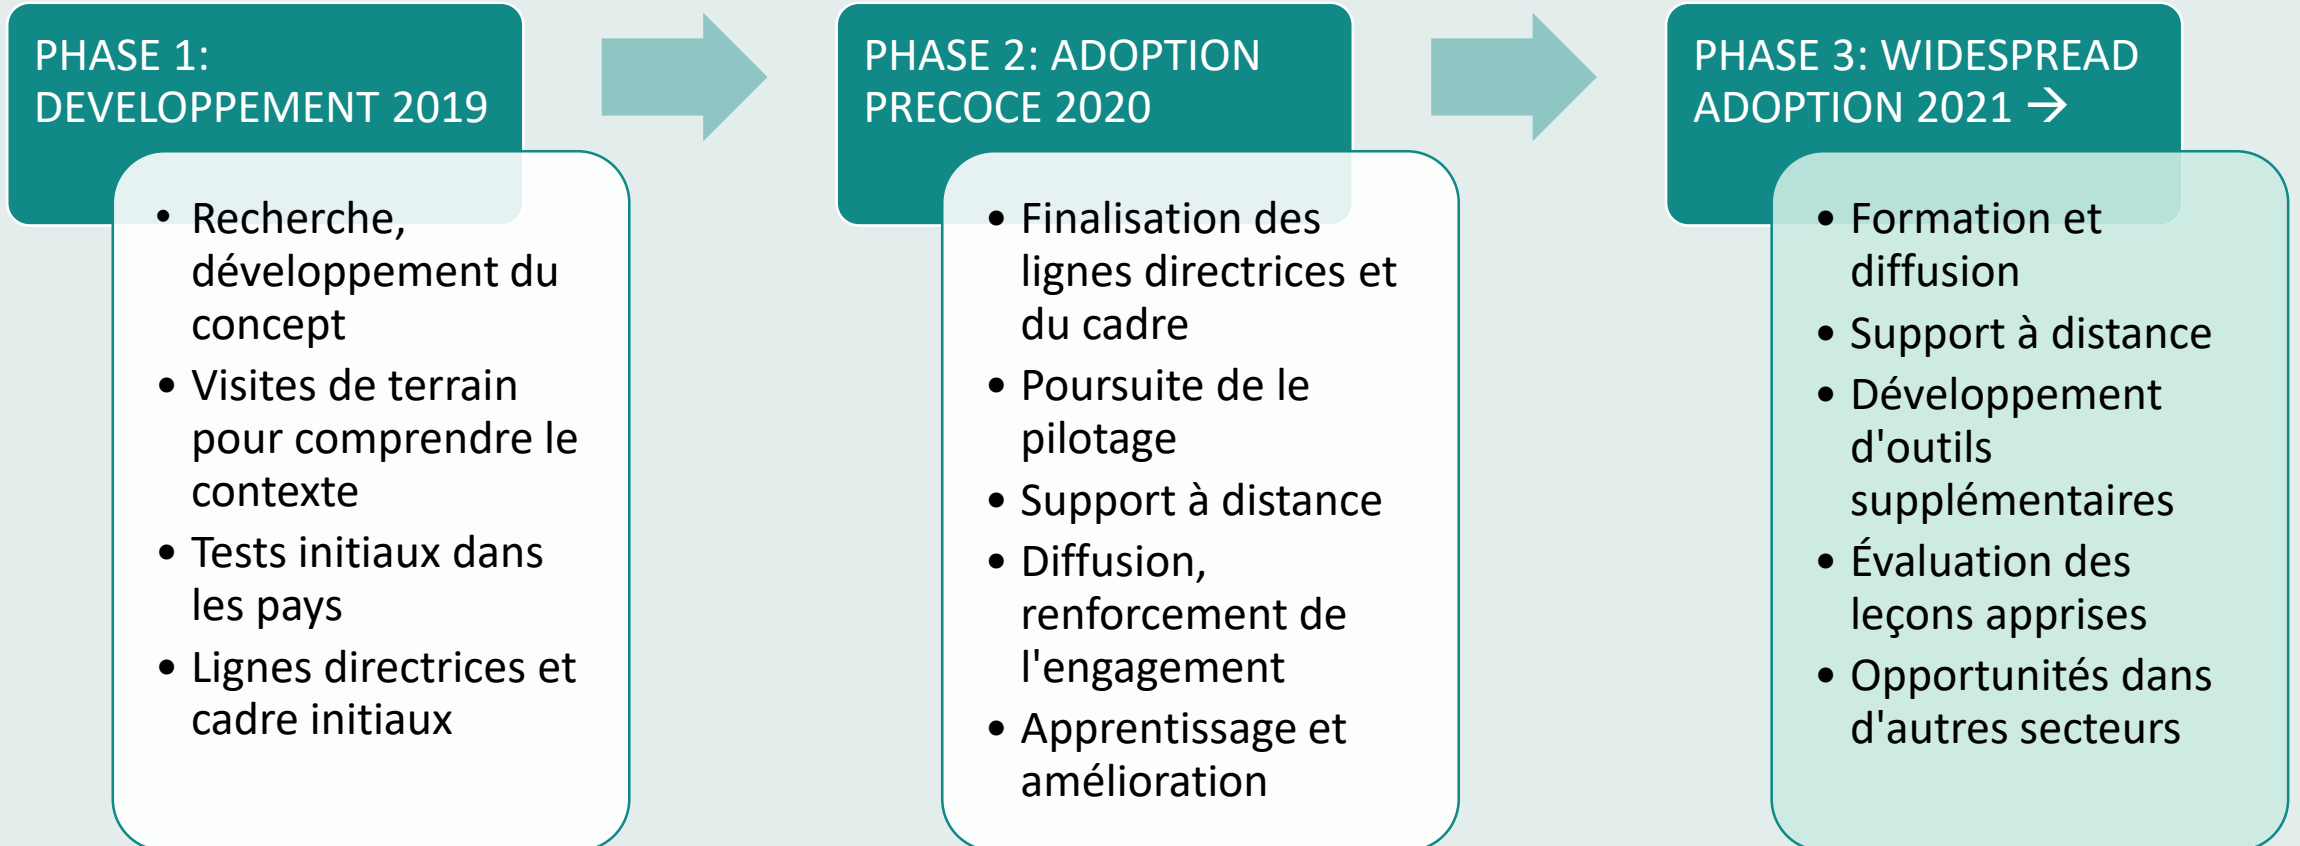 PHASE 1:
DEVELOPPEMENT 2019
• Recherche,
développement du
concept
• Visites de terrain
pour comprendre le
contexte
• Tests initiaux dans
les pays
• Lignes directrices et
cadre initiaux
PHASE 2: ADOPTION
PRECOCE 2020
• Finalisation des
lignes directrices et
du cadre
• Poursuite de le
pilotage
• Support à distance
• Diffusion,
renforcement de
l'engagement
• Apprentissage et
amélioration
PHASE 3: WIDESPREAD
ADOPTION 2021 →
• Formation et
diffusion
• Support à distance
• Développement
d'outils
supplémentaires
• Évaluation des
leçons apprises
• Opportunités dans
d'autres secteurs